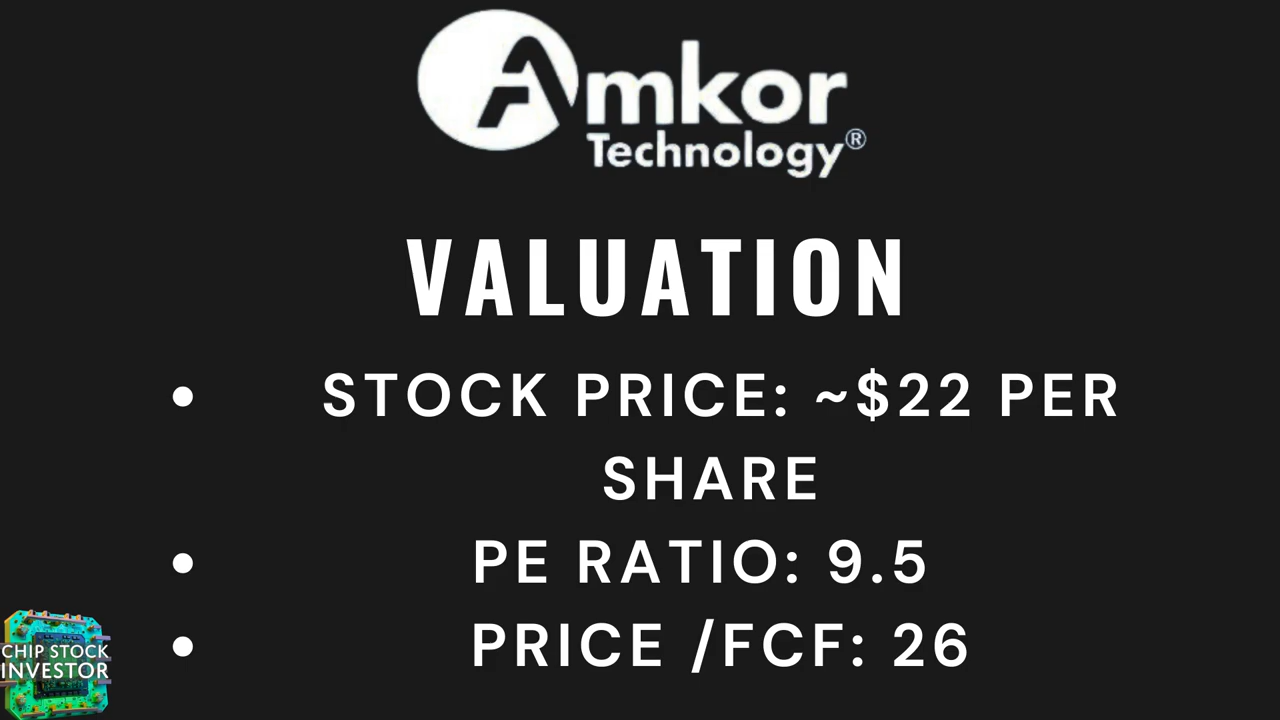 Amkor
Technology®
VALUATION
• STOCK PRICE: ~$22 PER
SHARE
• PE RATIO: 9.5
• PRICE /FCF: 26
CHIP STOCK
INVESTOR